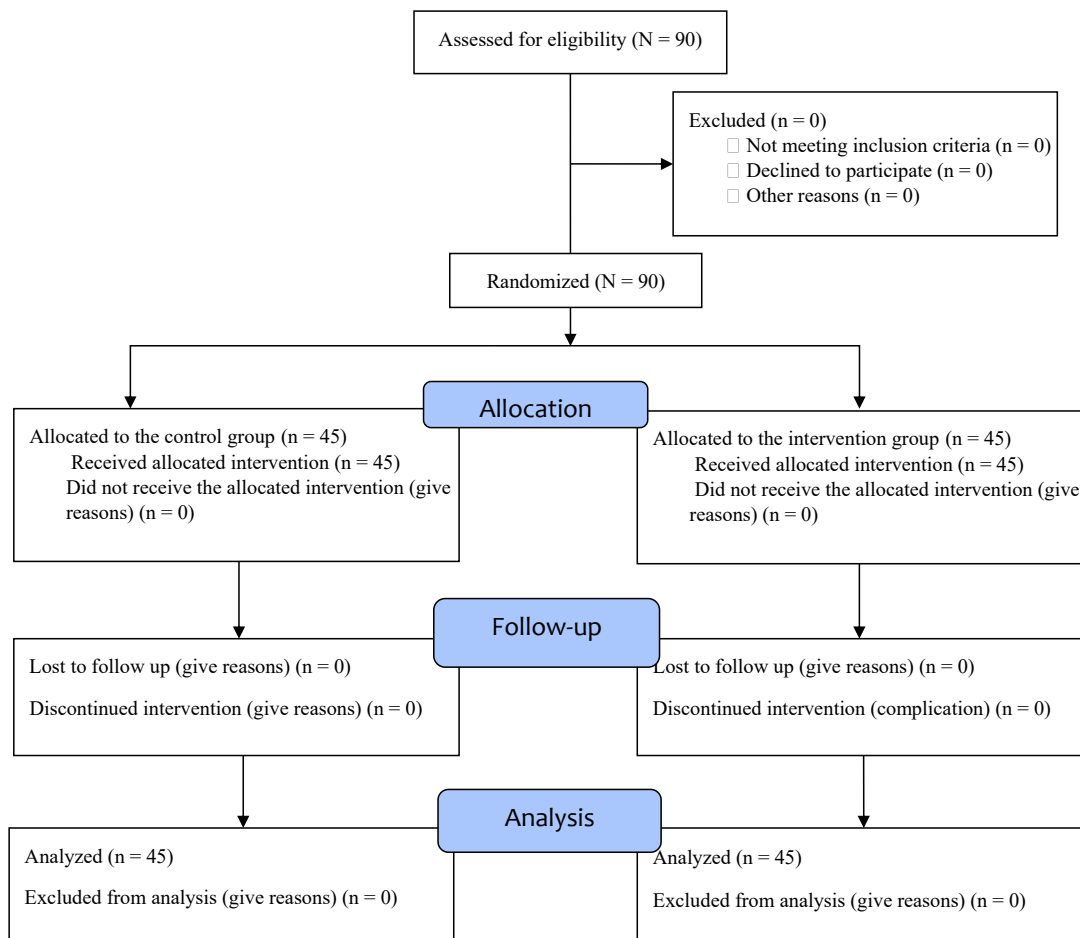 Assessed for eligibility (N = 90)
Excluded (n = 0)
Not meeting inclusion criteria (n = 0)
Declined to participate (n = 0)
Other reasons (n = 0)
Randomized (N = 90)
Allocation
Allocated to the control group (n = 45)
Received allocated intervention (n = 45)
Did not receive the allocated intervention (give
reasons) (n = 0)
Allocated to the intervention group (n = 45)
Received allocated intervention (n = 45)
Did not receive the allocated intervention (give
reasons) (n = 0)
Follow-up
Lost to follow up (give reasons) (n = 0)
Discontinued intervention (give reasons) (n = 0)
Lost to follow up (give reasons) (n = 0)
Discontinued intervention (complication) (n = 0)
Analysis
Analyzed (n = 45)
Excluded from analysis (give reasons) (n = 0)
Analyzed (n = 45)
Excluded from analysis (give reasons) (n = 0)